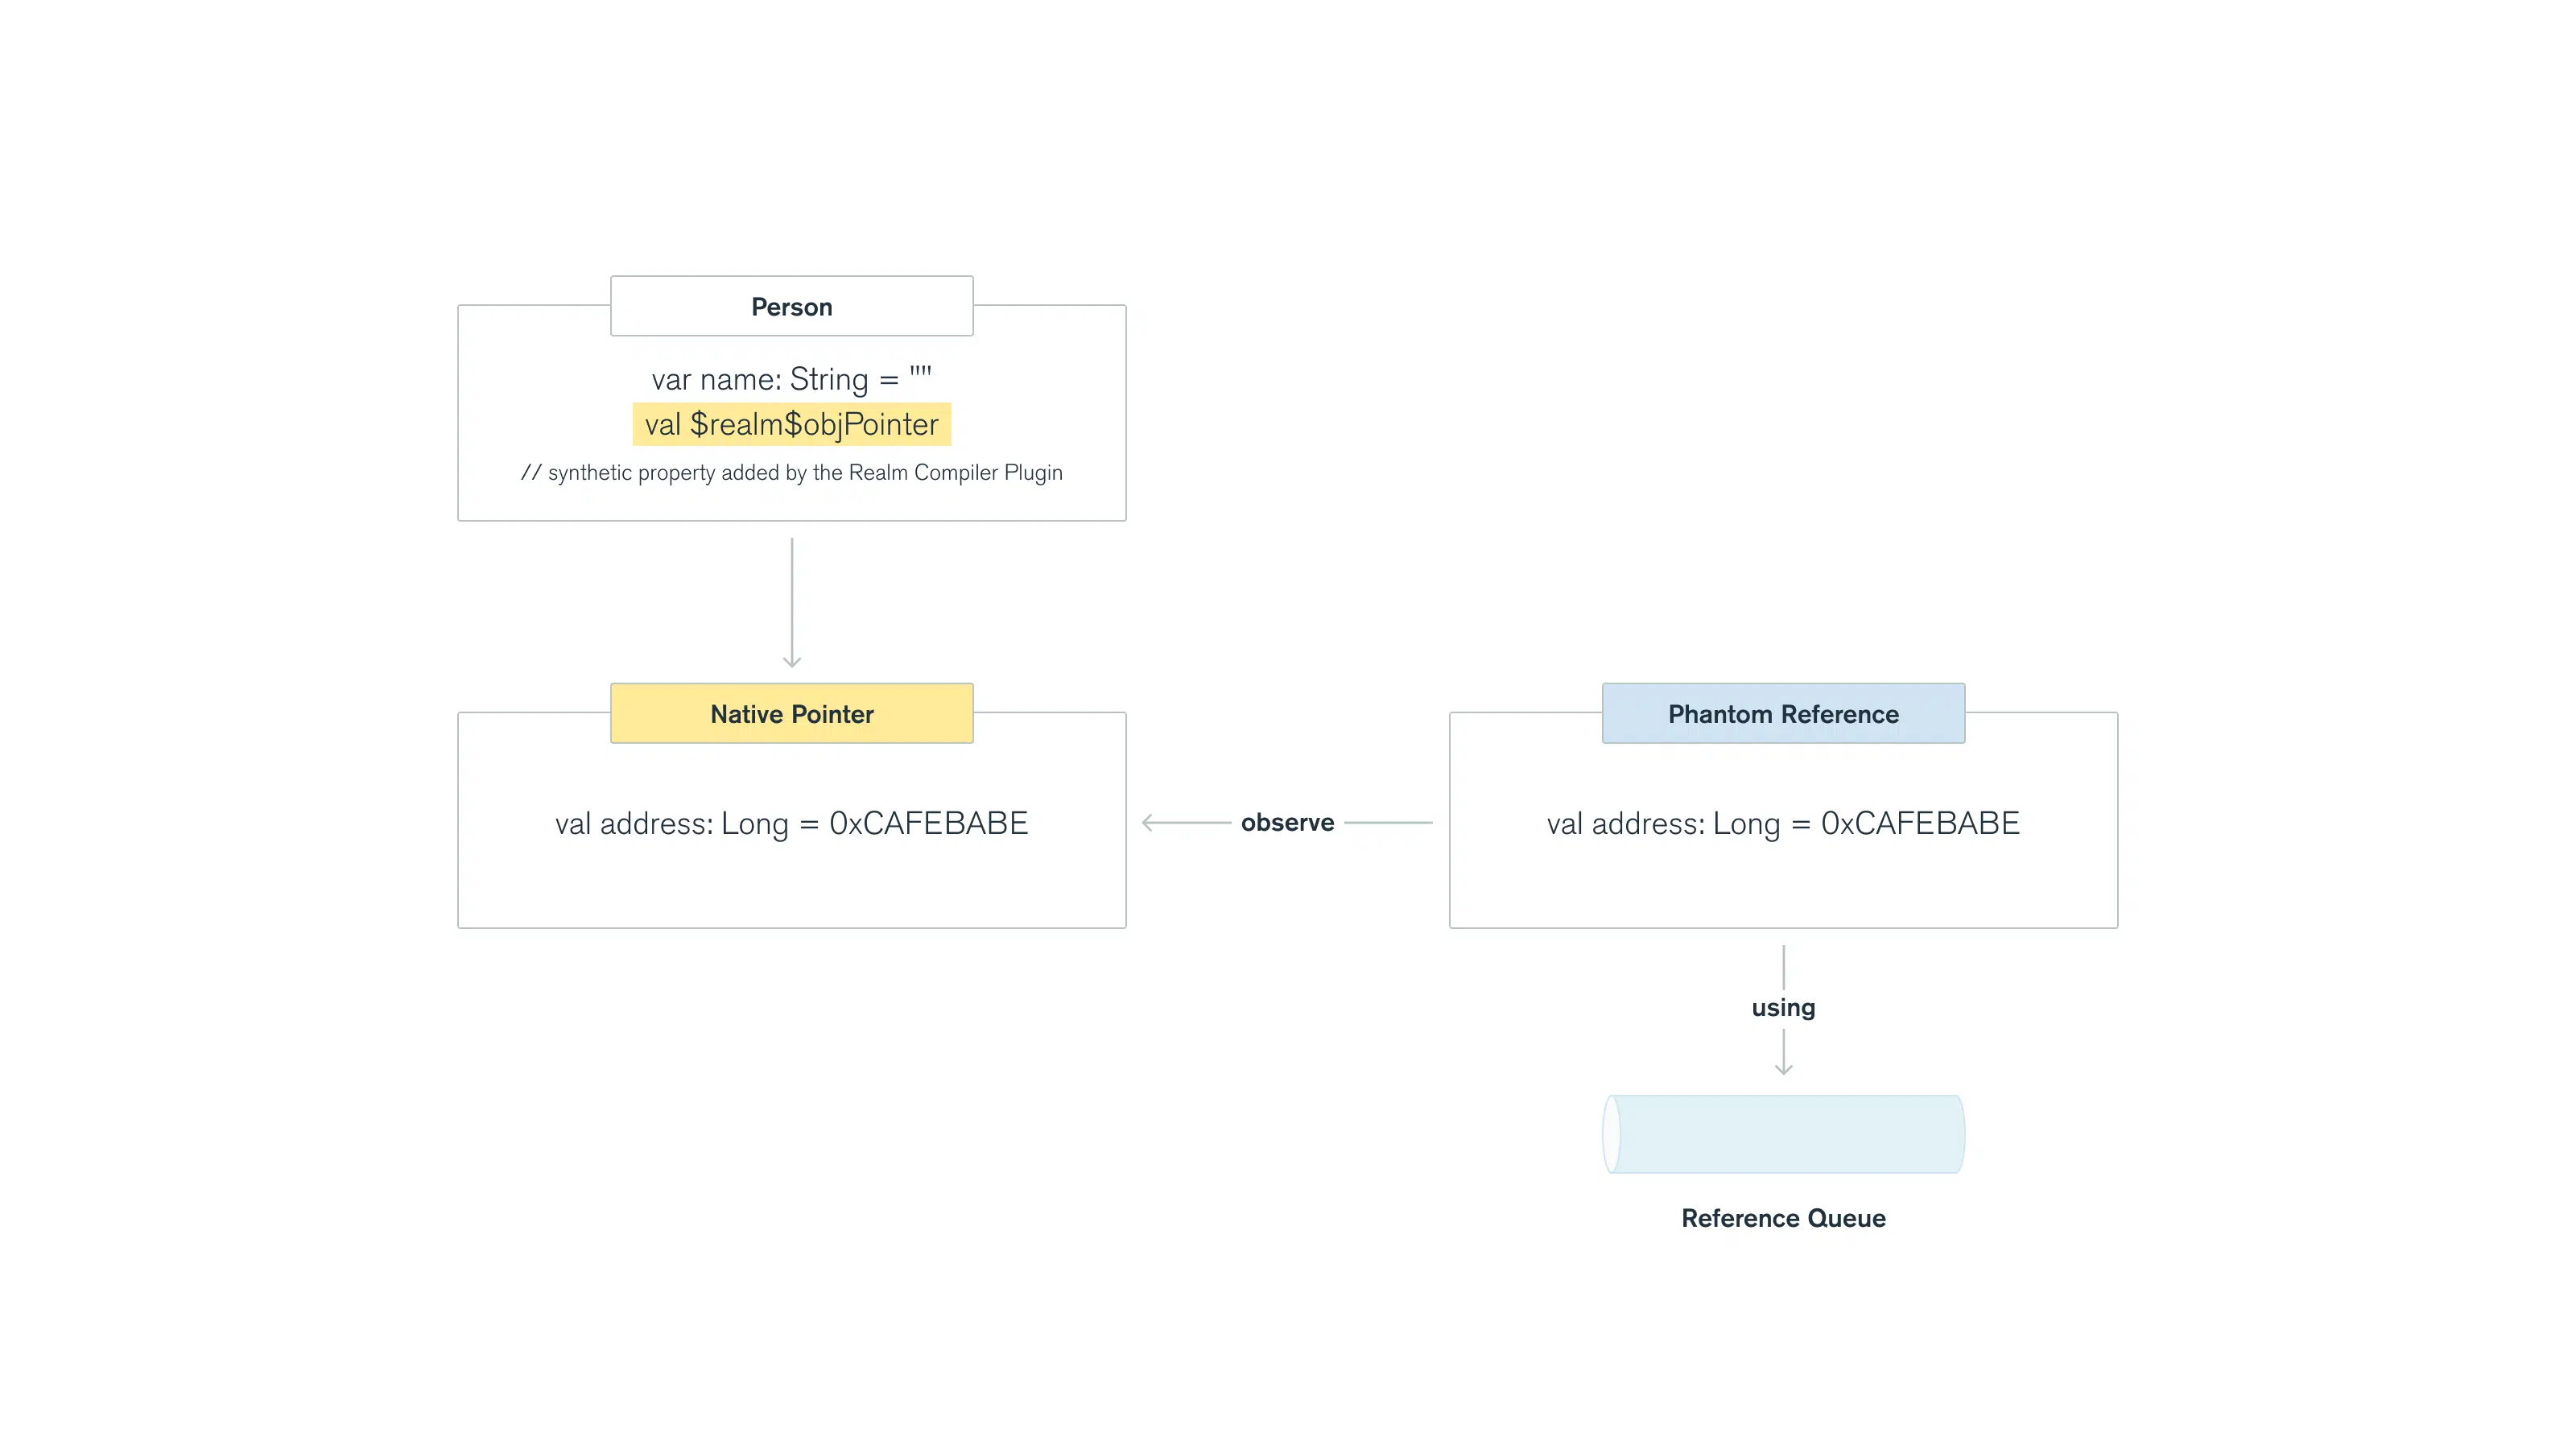 Person
var name: String = ""
val $realm$objPointer
// synthetic property added by the Realm Compiler Plugin
Native Pointer
val address: Long = 0xCAFEBABE
observe
Phantom Reference
val address: Long = 0xCAFEBABE
using
Reference Queue